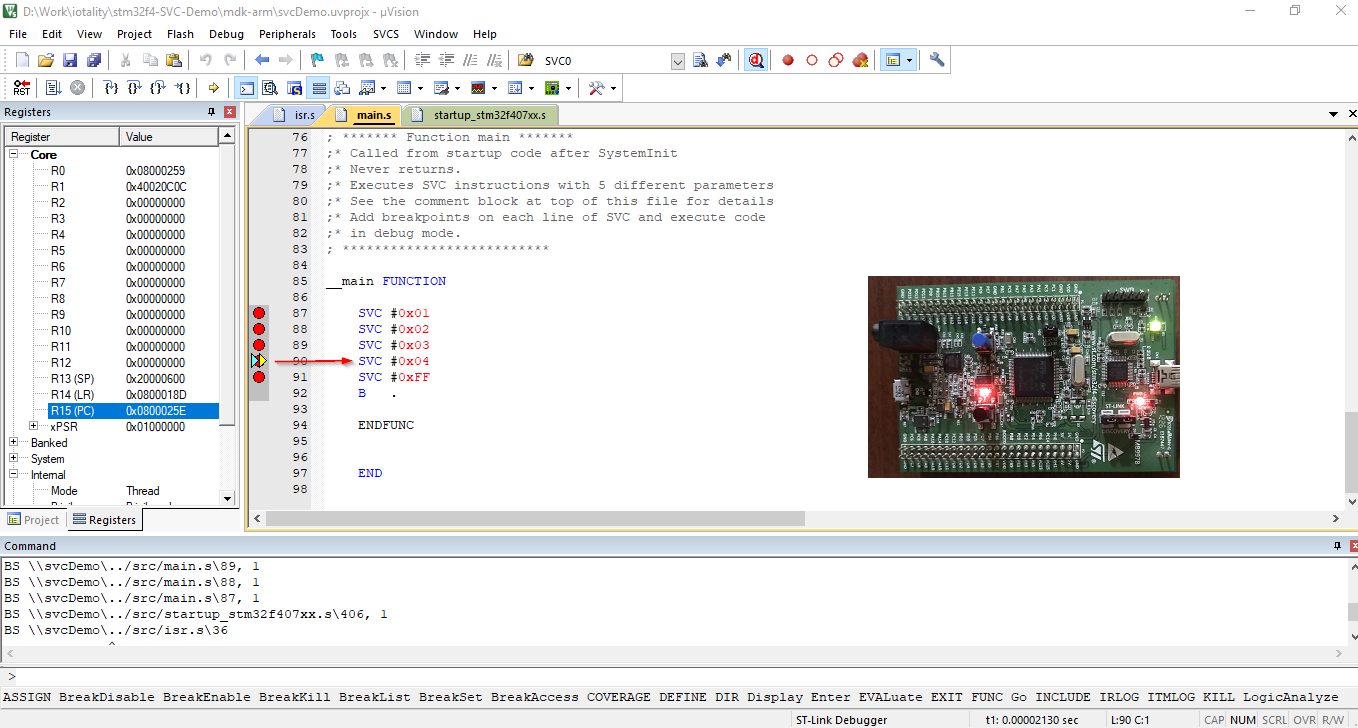 D:\Work\iotality\stm32f4-SVC-Demo\mdk-arm\svcDemo.uvprojx - µVision
File Edit View Project Flash Debug Peripherals Tools SVCS Window Help
SVC0
RST
Registers
Register Value
Core
R0 0x08000259
R1 0x40020C0C
R2 0x00000000
R3 0x00000000
R4 0x00000000
R5 0x00000000
R6 0x00000000
R7 0x00000000
R8 0x00000000
R9 0x00000000
R10 0x00000000
R11 0x00000000
R12 0x00000000
R13 (SP) 0x20000600
R14 (LR) 0x0800018D
R15 (PC) 0x0800025E
xPSR 0x01000000
Banked
System
Internal
Mode Thread
Project Registers
isr.s main.s startup_stm32f407xx.s
76 ; ******* Function main *******
77 ;* Called from startup code after SystemInit
78 ;* Never returns.
79 ;* Executes SVC instructions with 5 different parameters
80 ;* See the comment block at top of this file for details
81 ;* Add breakpoints on each line of SVC and execute code
82 ;* in debug mode.
83 ; **************************
84
85 __main FUNCTION
86
87 SVC #0x01
88 SVC #0x02
89 SVC #0x03
90 SVC #0x04
91 SVC #0xFF
92 B .
93
94 ENDFUNC
95
96
97 END
98
SWD
ST-LINK
DISCOVERY
MB997B
Command
BS \\svcDemo\../src/main.s\89, 1
BS \\svcDemo\../src/main.s\88, 1
BS \\svcDemo\../src/main.s\87, 1
BS \\svcDemo\../src/startup_stm32f407xx.s\406, 1
BS \\svcDemo\../src/isr.s\36
^
>
ASSIGN BreakDisable BreakEnable BreakKill BreakList BreakSet BreakAccess COVERAGE DEFINE DIR Display Enter EVALuate EXIT FUNC Go INCLUDE IRLOG ITMLOG KILL LogicAnalyze
ST-Link Debugger t1: 0.00002130 sec L:90 C:1 CAP NUM SCRL OVR R/W